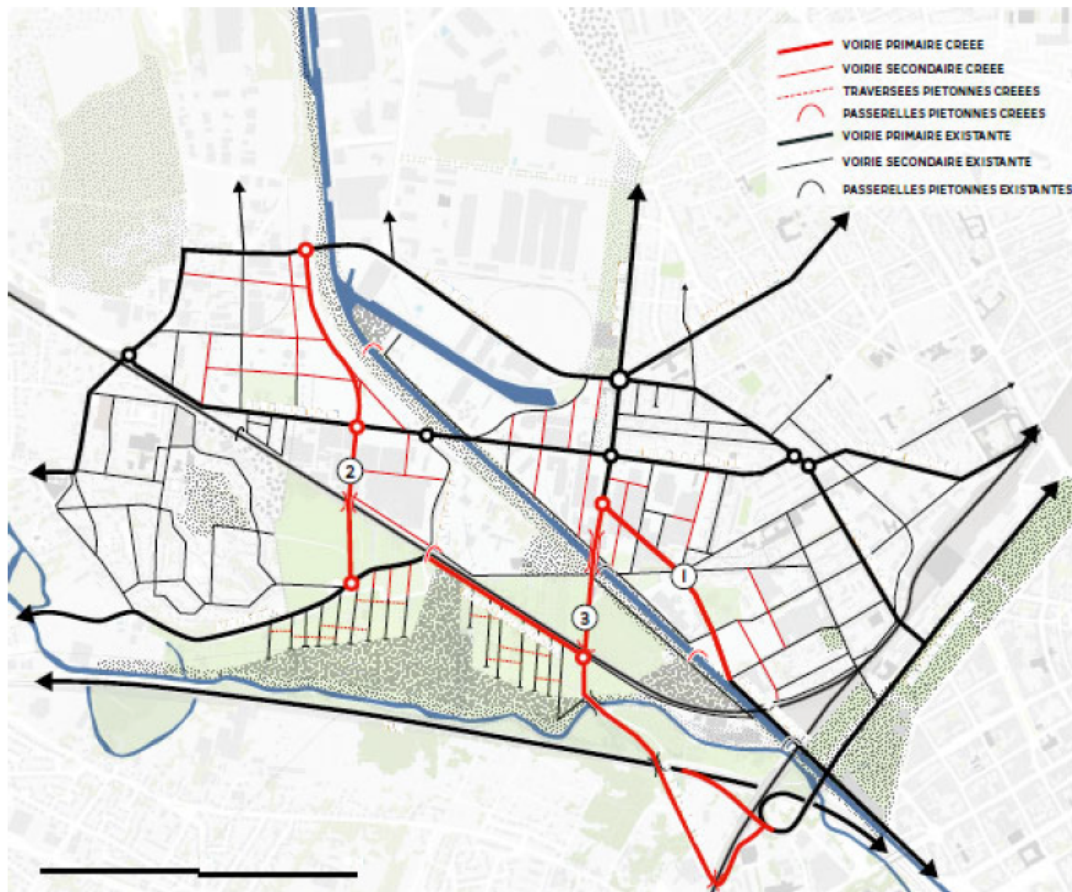 VOIRIE PRIMAIRE CREEE
VOIRIE SECONDAIRE CREEE
TRAVERSEES PIETONNES CREEES
PASSERELLES PIETONNES CREEES
VOIRIE PRIMAIRE EXISTANTE
VOIRIE SECONDAIRE EXISTANTE
PASSERELLES PIETONNES EXISTANTES
2
1
3